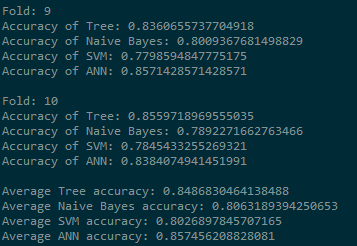 Fold: 9
Accuracy of Tree: 0.8360655737704918
Accuracy of Naive Bayes: 0.8009367681498829
Accuracy of SVM: 0.7798594847775175
Accuracy of ANN: 0.8571428571428571
Fold: 10
Accuracy of Tree: 0.8559718969555035
Accuracy of Naive Bayes: 0.7892271662763466
Accuracy of SVM: 0.7845433255269321
Accuracy of ANN: 0.8384074941451991
Average Tree accuracy: 0.8486830464138488
Average Naive Bayes accuracy: 0.8063189394250653
Average SVM accuracy: 0.8026897845707165
Average ANN accuracy: 0.857456208828081